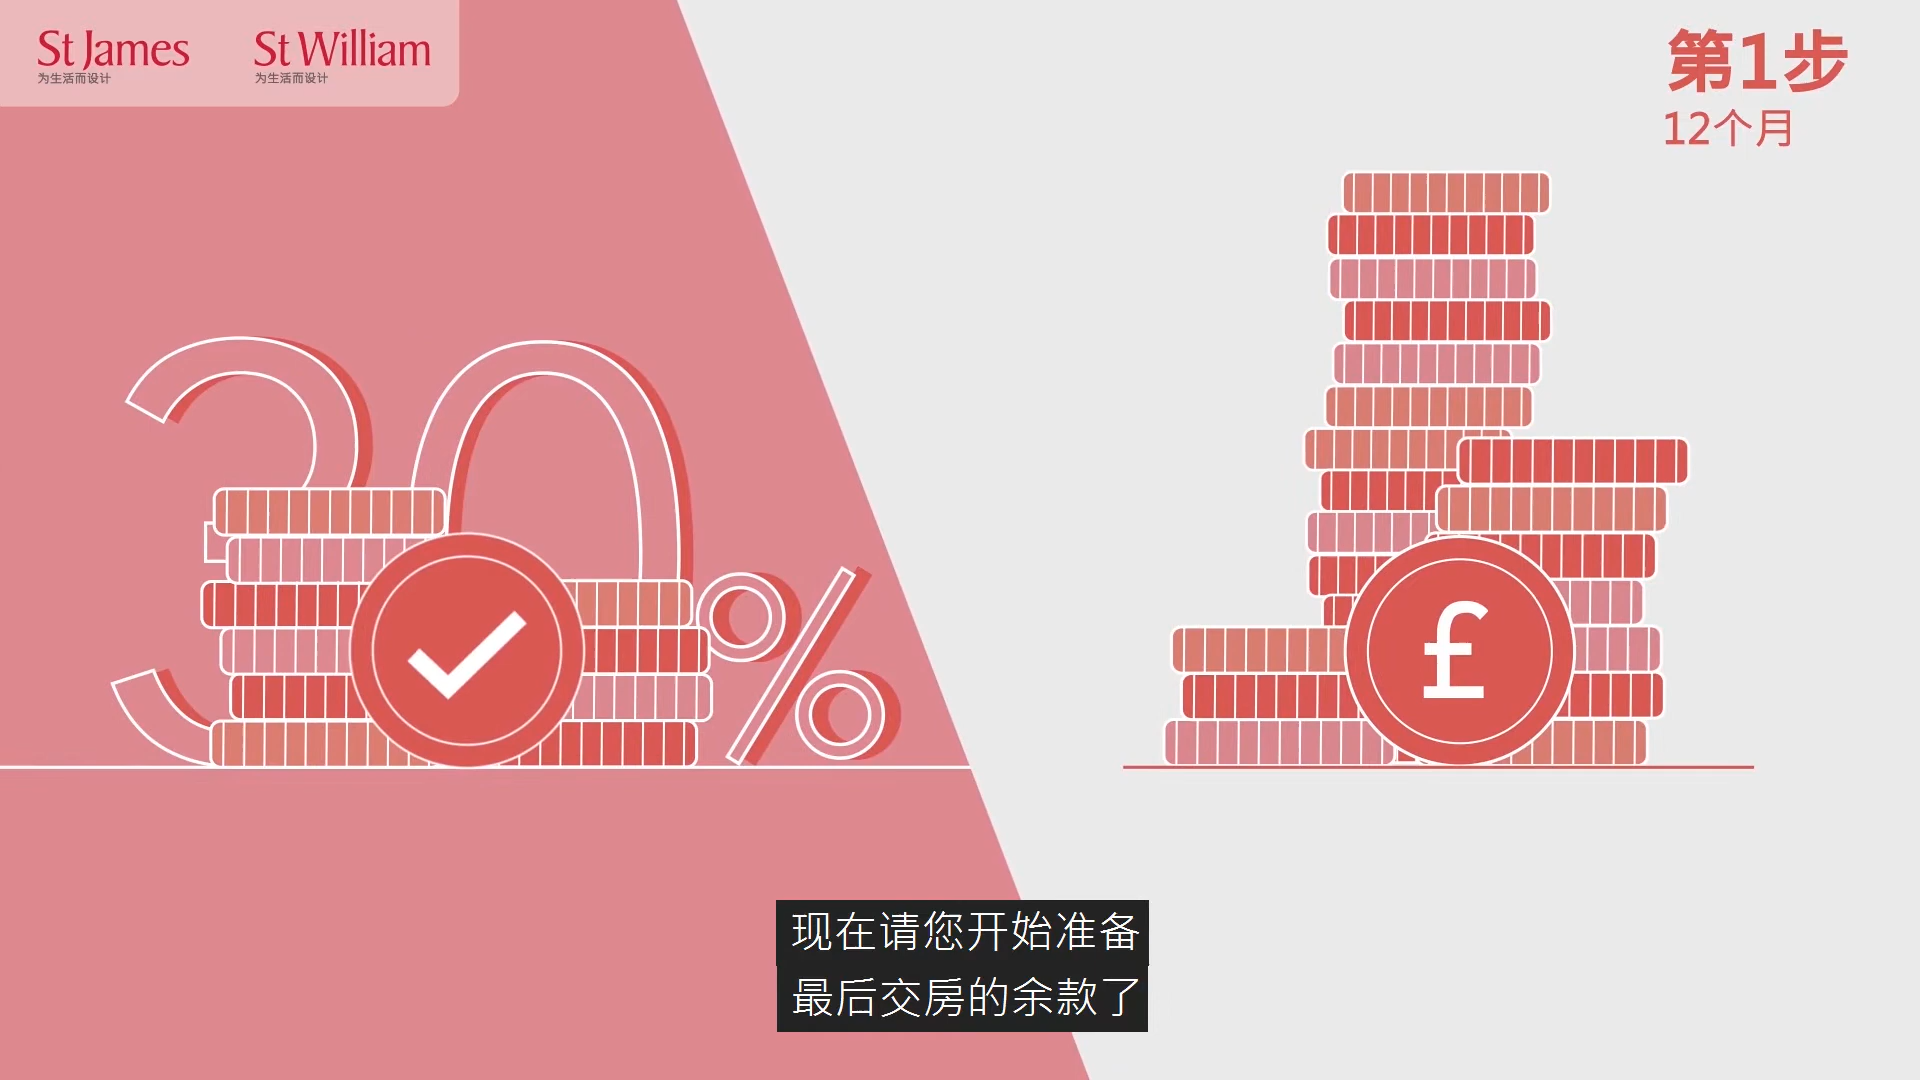 St James
为生活而设计
St William
为生活而设计
第1步
12个月
30%
£
现在请您开始准备
最后交房的余款了